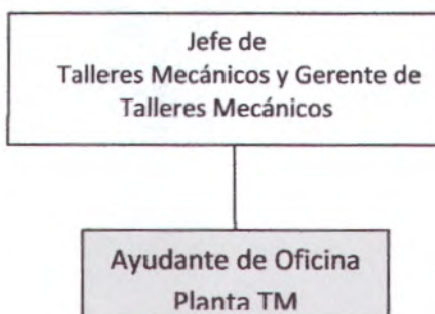 Jefe de
Talleres Mecánicos y Gerente de
Talleres Mecánicos
Ayudante de Oficina
Planta TM